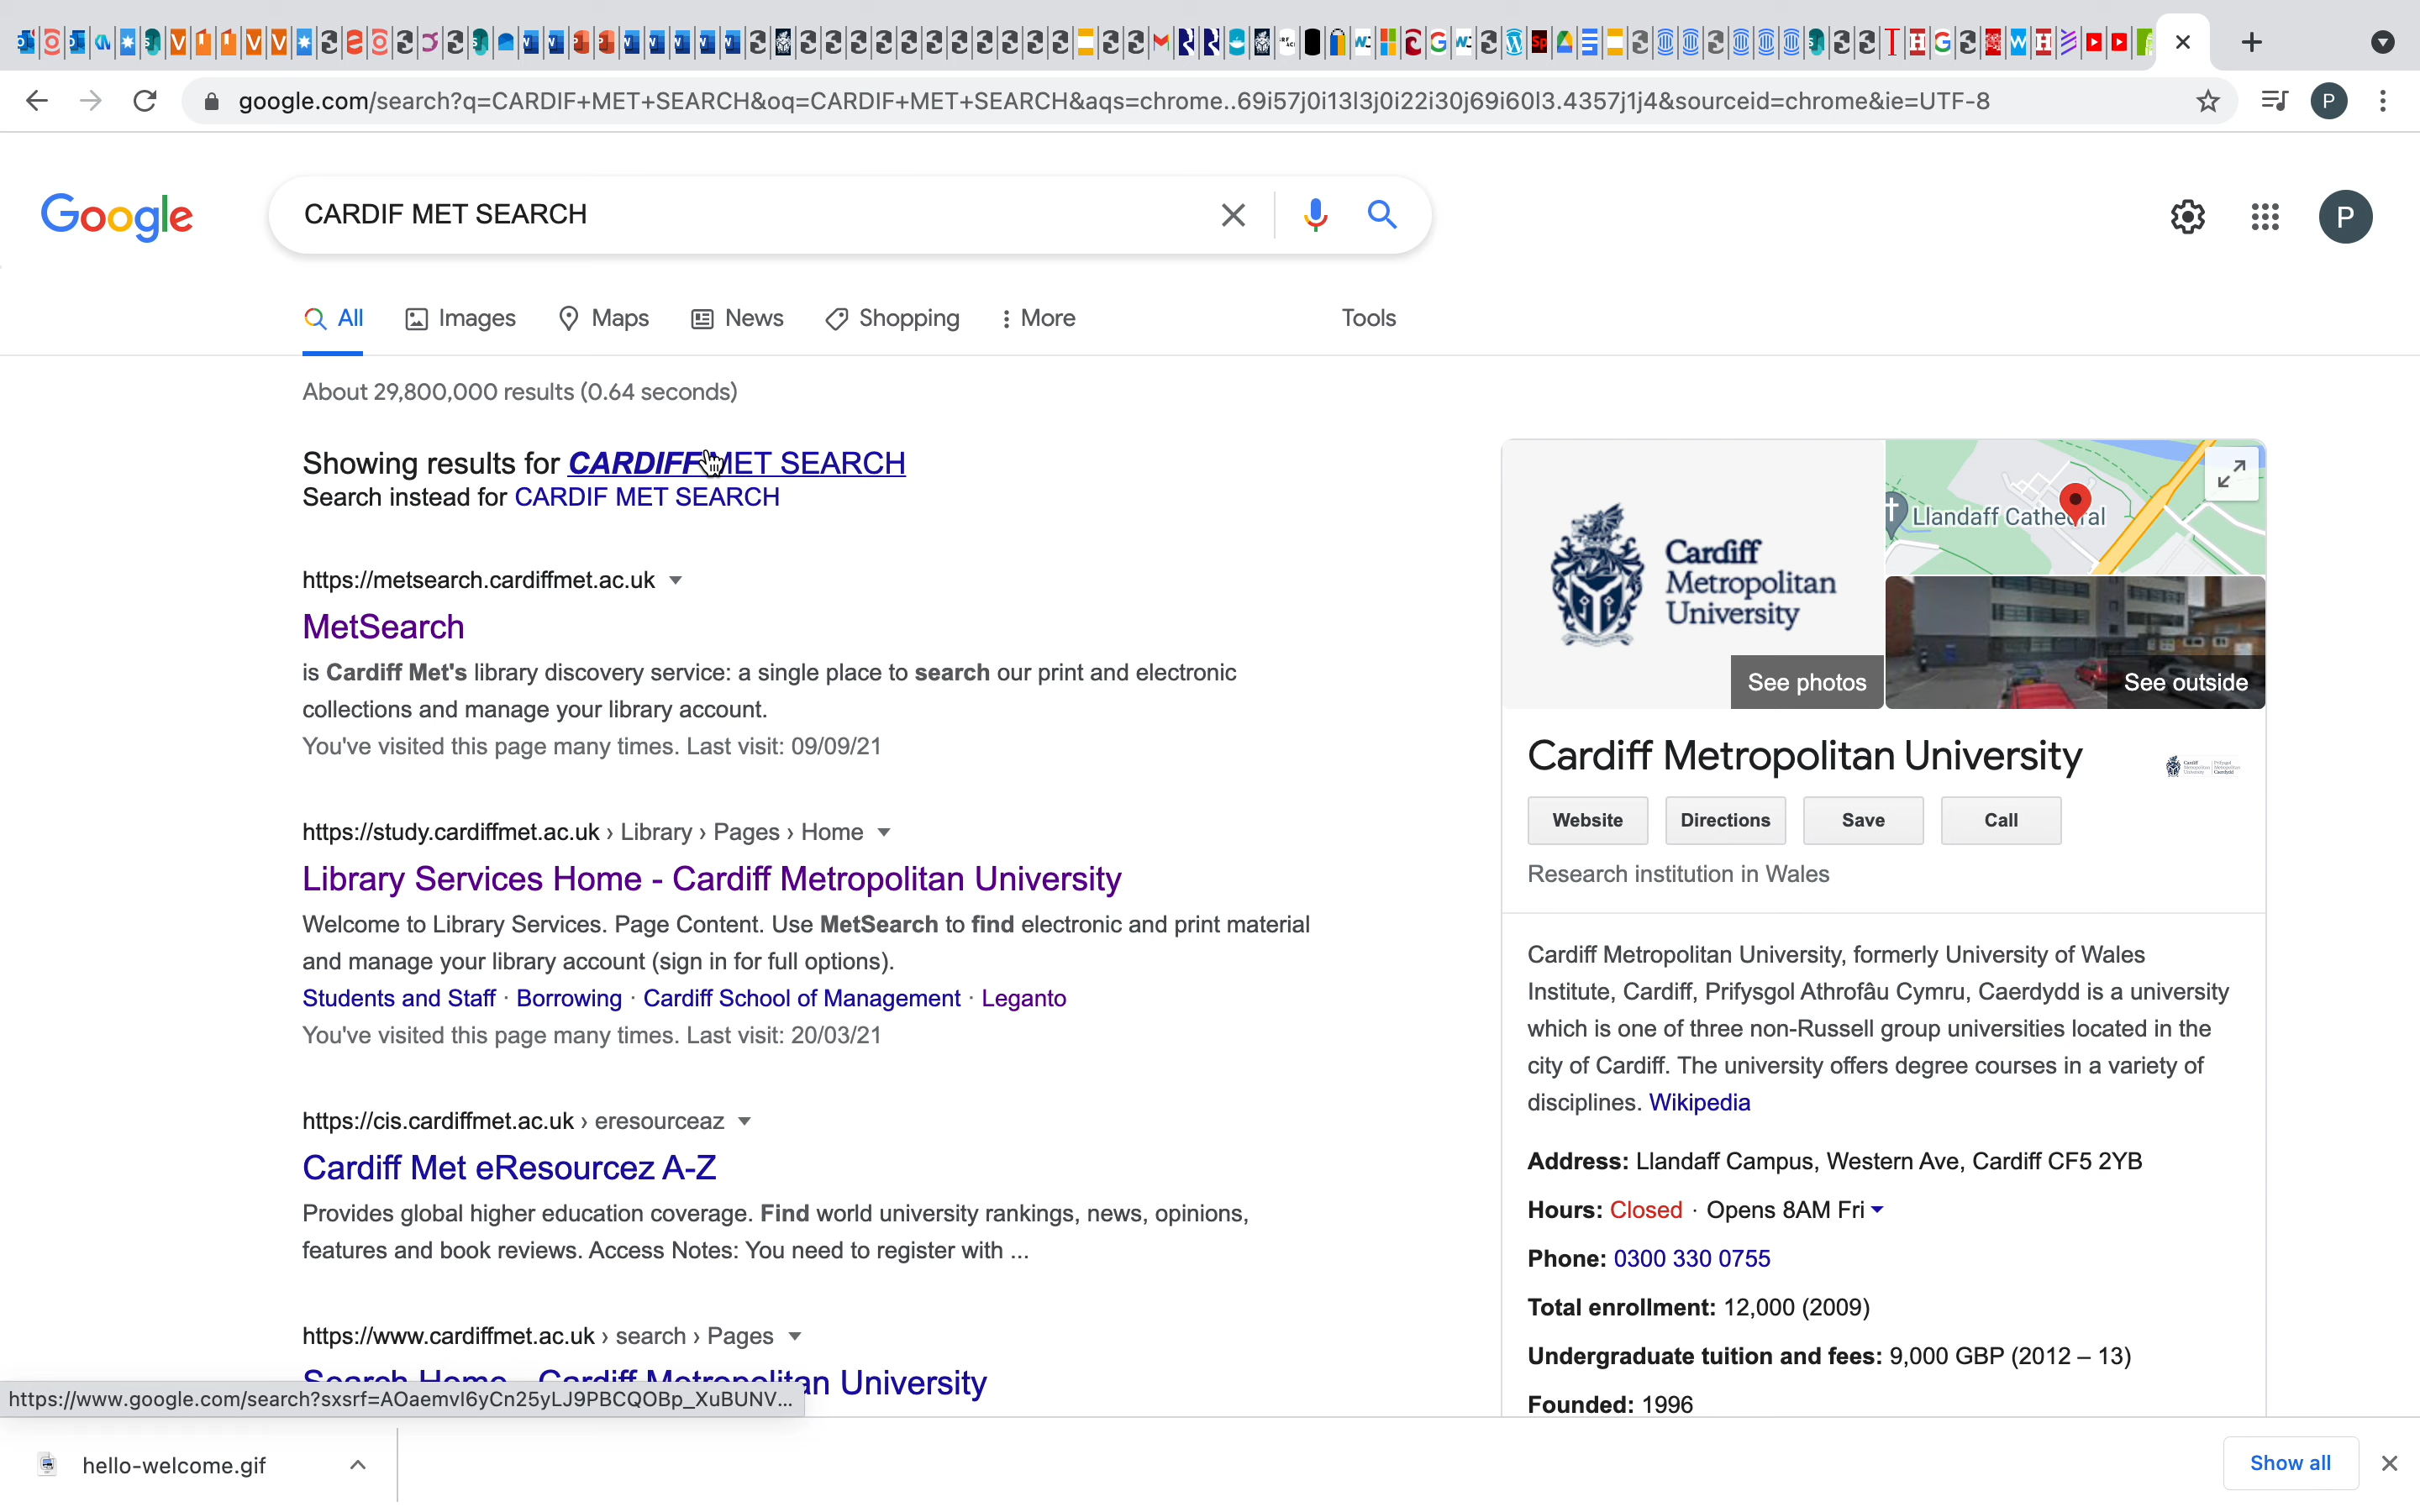 google.com/search?q=CARDIF+MET+SEARCH&oq=CARDIF+MET+SEARCH&aqs=chrome..69i57j0i13l3j0i22i30j69i60l3.4357j1j4&sourceid=chrome&ie=UTF-8
P
Google
CARDIF MET SEARCH
P
All
Images
Maps
News
Shopping
More
Tools
About 29,800,000 results (0.64 seconds)
Showing results for CARDIFF MET SEARCH
Search instead for CARDIF MET SEARCH
https://metsearch.cardiffmet.ac.uk
MetSearch
is Cardiff Met's library discovery service: a single place to search our print and electronic
collections and manage your library account.
You've visited this page many times. Last visit: 09/09/21
https://study.cardiffmet.ac.uk › Library › Pages › Home
Library Services Home - Cardiff Metropolitan University
Welcome to Library Services. Page Content. Use MetSearch to find electronic and print material
and manage your library account (sign in for full options).
Students and Staff · Borrowing · Cardiff School of Management · Leganto
You've visited this page many times. Last visit: 20/03/21
https://cis.cardiffmet.ac.uk › eresourceaz
Cardiff Met eResourcez A-Z
Provides global higher education coverage. Find world university rankings, news, opinions,
features and book reviews. Access Notes: You need to register with ...
https://www.cardiffmet.ac.uk › search › Pages
Search Home - Cardiff Metropolitan University
https://www.google.com/search?sxsrf=AOaemvI6yCn25yLJ9PBCQOBp_XuBUNV...
Cardiff
Metropolitan
University
See photos
Llandaff Cathedral
See outside
Cardiff Metropolitan University
Website
Directions
Save
Call
Research institution in Wales
Cardiff Metropolitan University, formerly University of Wales
Institute, Cardiff, Prifysgol Athrofâu Cymru, Caerdydd is a university
which is one of three non-Russell group universities located in the
city of Cardiff. The university offers degree courses in a variety of
disciplines. Wikipedia
Address: Llandaff Campus, Western Ave, Cardiff CF5 2YB
Hours: Closed · Opens 8AM Fri
Phone: 0300 330 0755
Total enrollment: 12,000 (2009)
Undergraduate tuition and fees: 9,000 GBP (2012 – 13)
Founded: 1996
hello-welcome.gif
Show all